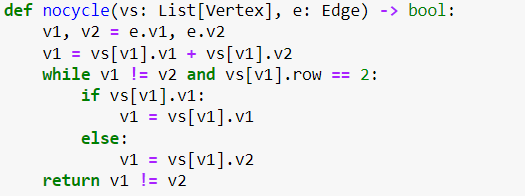 def nocycle(vs: List[Vertex], e: Edge) -> bool:
    v1, v2 = e.v1, e.v2
    v1 = vs[v1].v1 + vs[v1].v2
    while v1 != v2 and vs[v1].row == 2:
        if vs[v1].v1:
            v1 = vs[v1].v1
        else:
            v1 = vs[v1].v2
    return v1 != v2